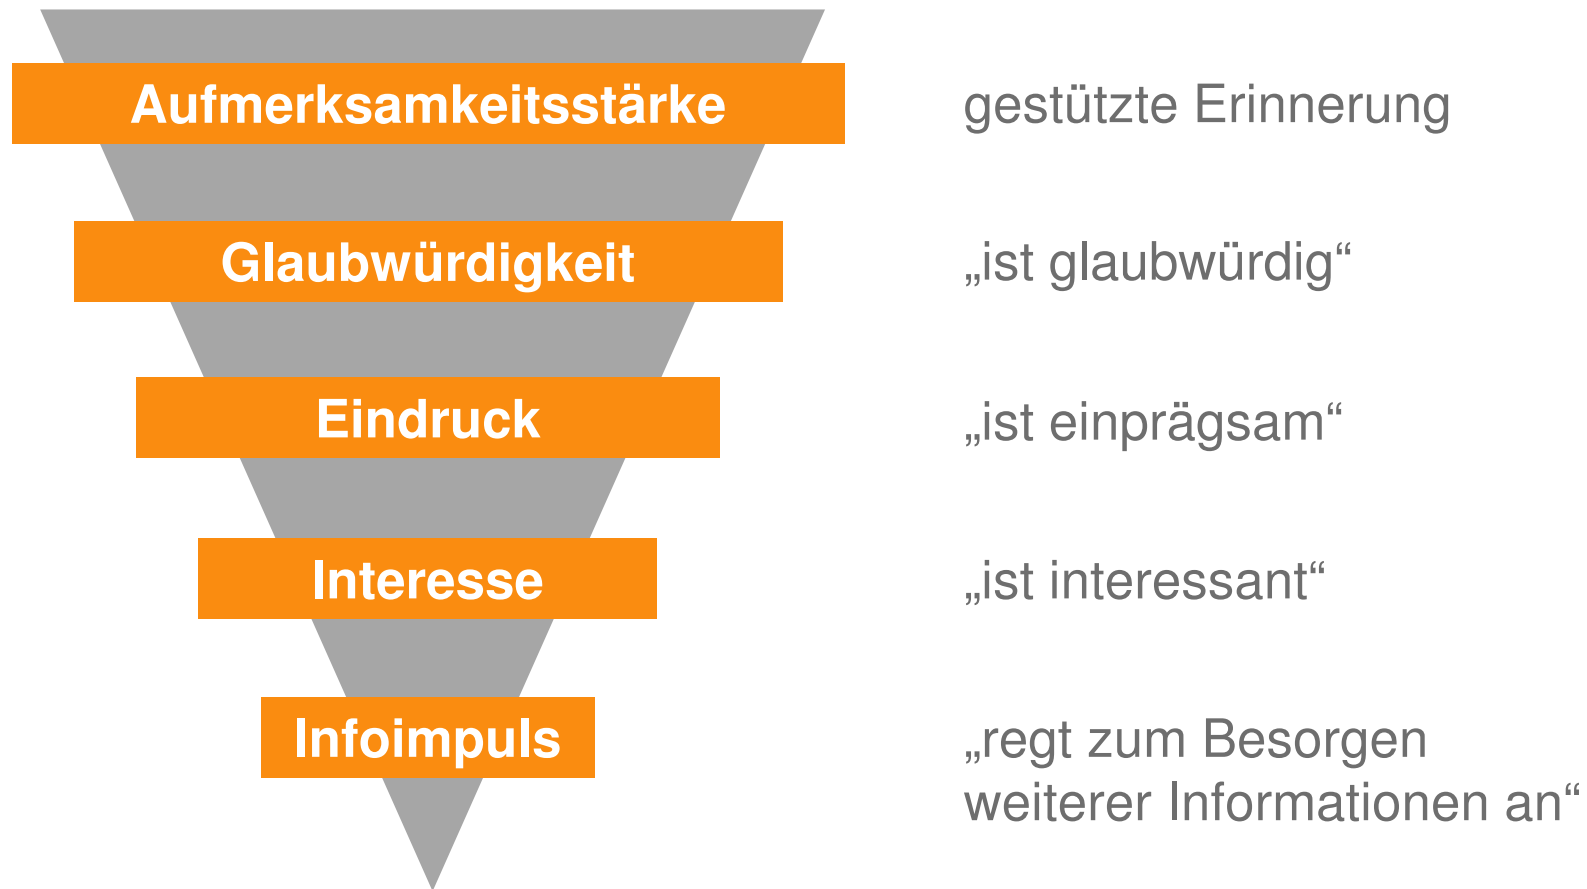 Aufmerksamkeitsstärke
gestützte Erinnerung
Glaubwürdigkeit
„ist glaubwürdig“
Eindruck
„ist einprägsam“
Interesse
„ist interessant“
Infoimpuls
„regt zum Besorgen
weiterer Informationen an“